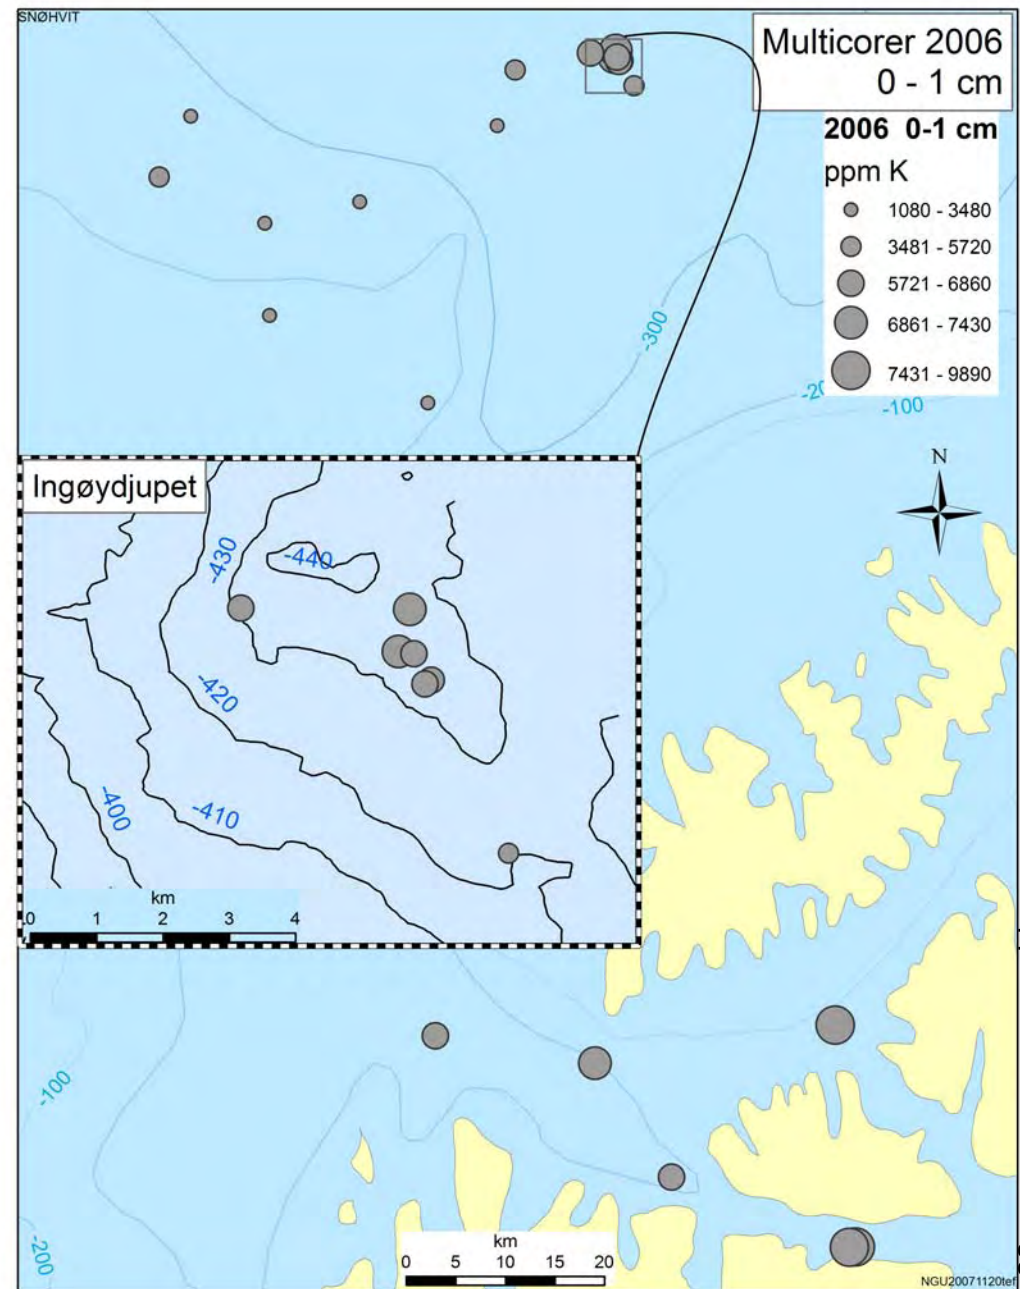 SNØHVIT
Multicorer 2006
0 - 1 cm
2006 0-1 cm
ppm K
1080 - 3480
3481 - 5720
5721 - 6860
6861 - 7430
7431 - 9890
-300
-100
N
Ingøydjupet
-430
-440
-420
-410
-400
km
0 1 2 3 4
-100
-200
km
0 5 10 15 20
NGU20071120tef